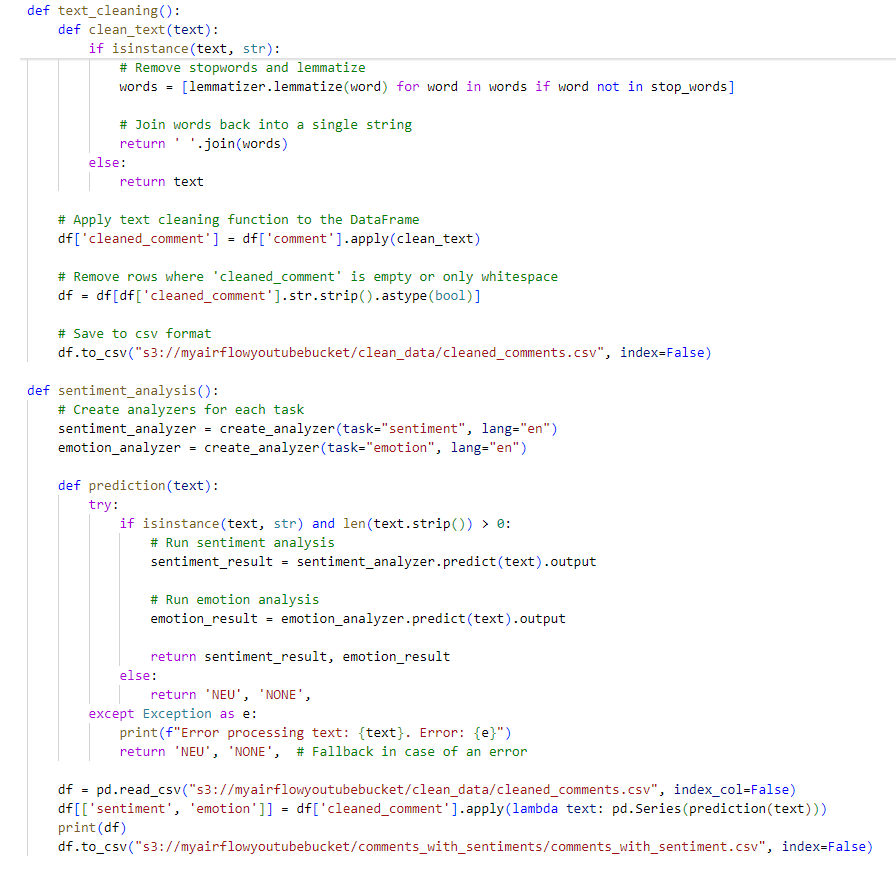 def text_cleaning():
    def clean_text(text):
        if isinstance(text, str):
            # Remove stopwords and lemmatize
            words = [lemmatizer.lemmatize(word) for word in words if word not in stop_words]
            # Join words back into a single string
            return ' '.join(words)
        else:
            return text
    # Apply text cleaning function to the DataFrame
    df['cleaned_comment'] = df['comment'].apply(clean_text)
    # Remove rows where 'cleaned_comment' is empty or only whitespace
    df = df[df['cleaned_comment'].str.strip().astype(bool)]
    # Save to csv format
    df.to_csv("s3://myairflowyoutubebucket/clean_data/cleaned_comments.csv", index=False)
def sentiment_analysis():
    # Create analyzers for each task
    sentiment_analyzer = create_analyzer(task="sentiment", lang="en")
    emotion_analyzer = create_analyzer(task="emotion", lang="en")
    def prediction(text):
        try:
            if isinstance(text, str) and len(text.strip()) > 0:
                # Run sentiment analysis
                sentiment_result = sentiment_analyzer.predict(text).output
                # Run emotion analysis
                emotion_result = emotion_analyzer.predict(text).output
                return sentiment_result, emotion_result
            else:
                return 'NEU', 'NONE',
        except Exception as e:
            print(f"Error processing text: {text}. Error: {e}")
            return 'NEU', 'NONE',  # Fallback in case of an error
    df = pd.read_csv("s3://myairflowyoutubebucket/clean_data/cleaned_comments.csv", index_col=False)
    df[['sentiment', 'emotion']] = df['cleaned_comment'].apply(lambda text: pd.Series(prediction(text)))
    print(df)
    df.to_csv("s3://myairflowyoutubebucket/comments_with_sentiments/comments_with_sentiment.csv", index=False)